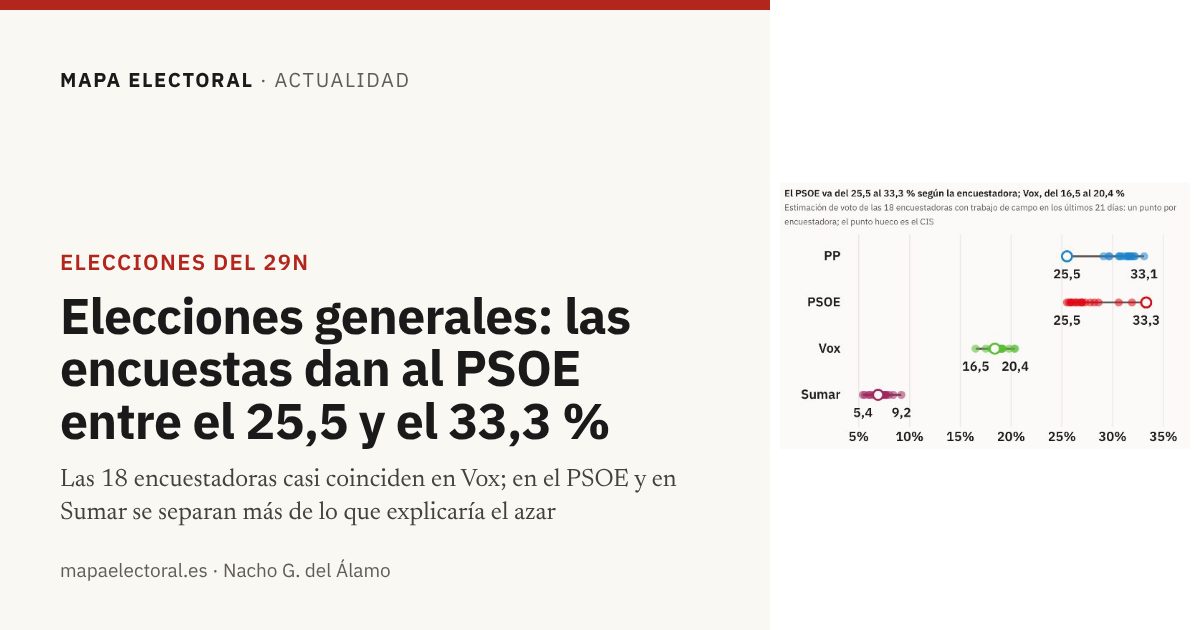 MAPA ELECTORAL · ACTUALIDAD
ELECCIONES DEL 29N
Elecciones generales: las
encuestas dan al PSOE
entre el 25,5 y el 33,3 %
Las 18 encuestadoras casi coinciden en Vox; en el PSOE y en
Sumar se separan más de lo que explicaría el azar
mapaelectoral.es · Nacho G. del Álamo
El PSOE va del 25,5 al 33,3 % según la encuestadora; Vox, del 16,5 al 20,4 %
Estimación de voto de las 18 encuestadoras con trabajo de campo en los últimos 21 días: un punto por
encuestadora; el punto hueco es el CIS
PP
25,5 33,1
PSOE
25,5 33,3
Vox
16,5 20,4
Sumar
5,4 9,2
5% 10% 15% 20% 25% 30% 35%